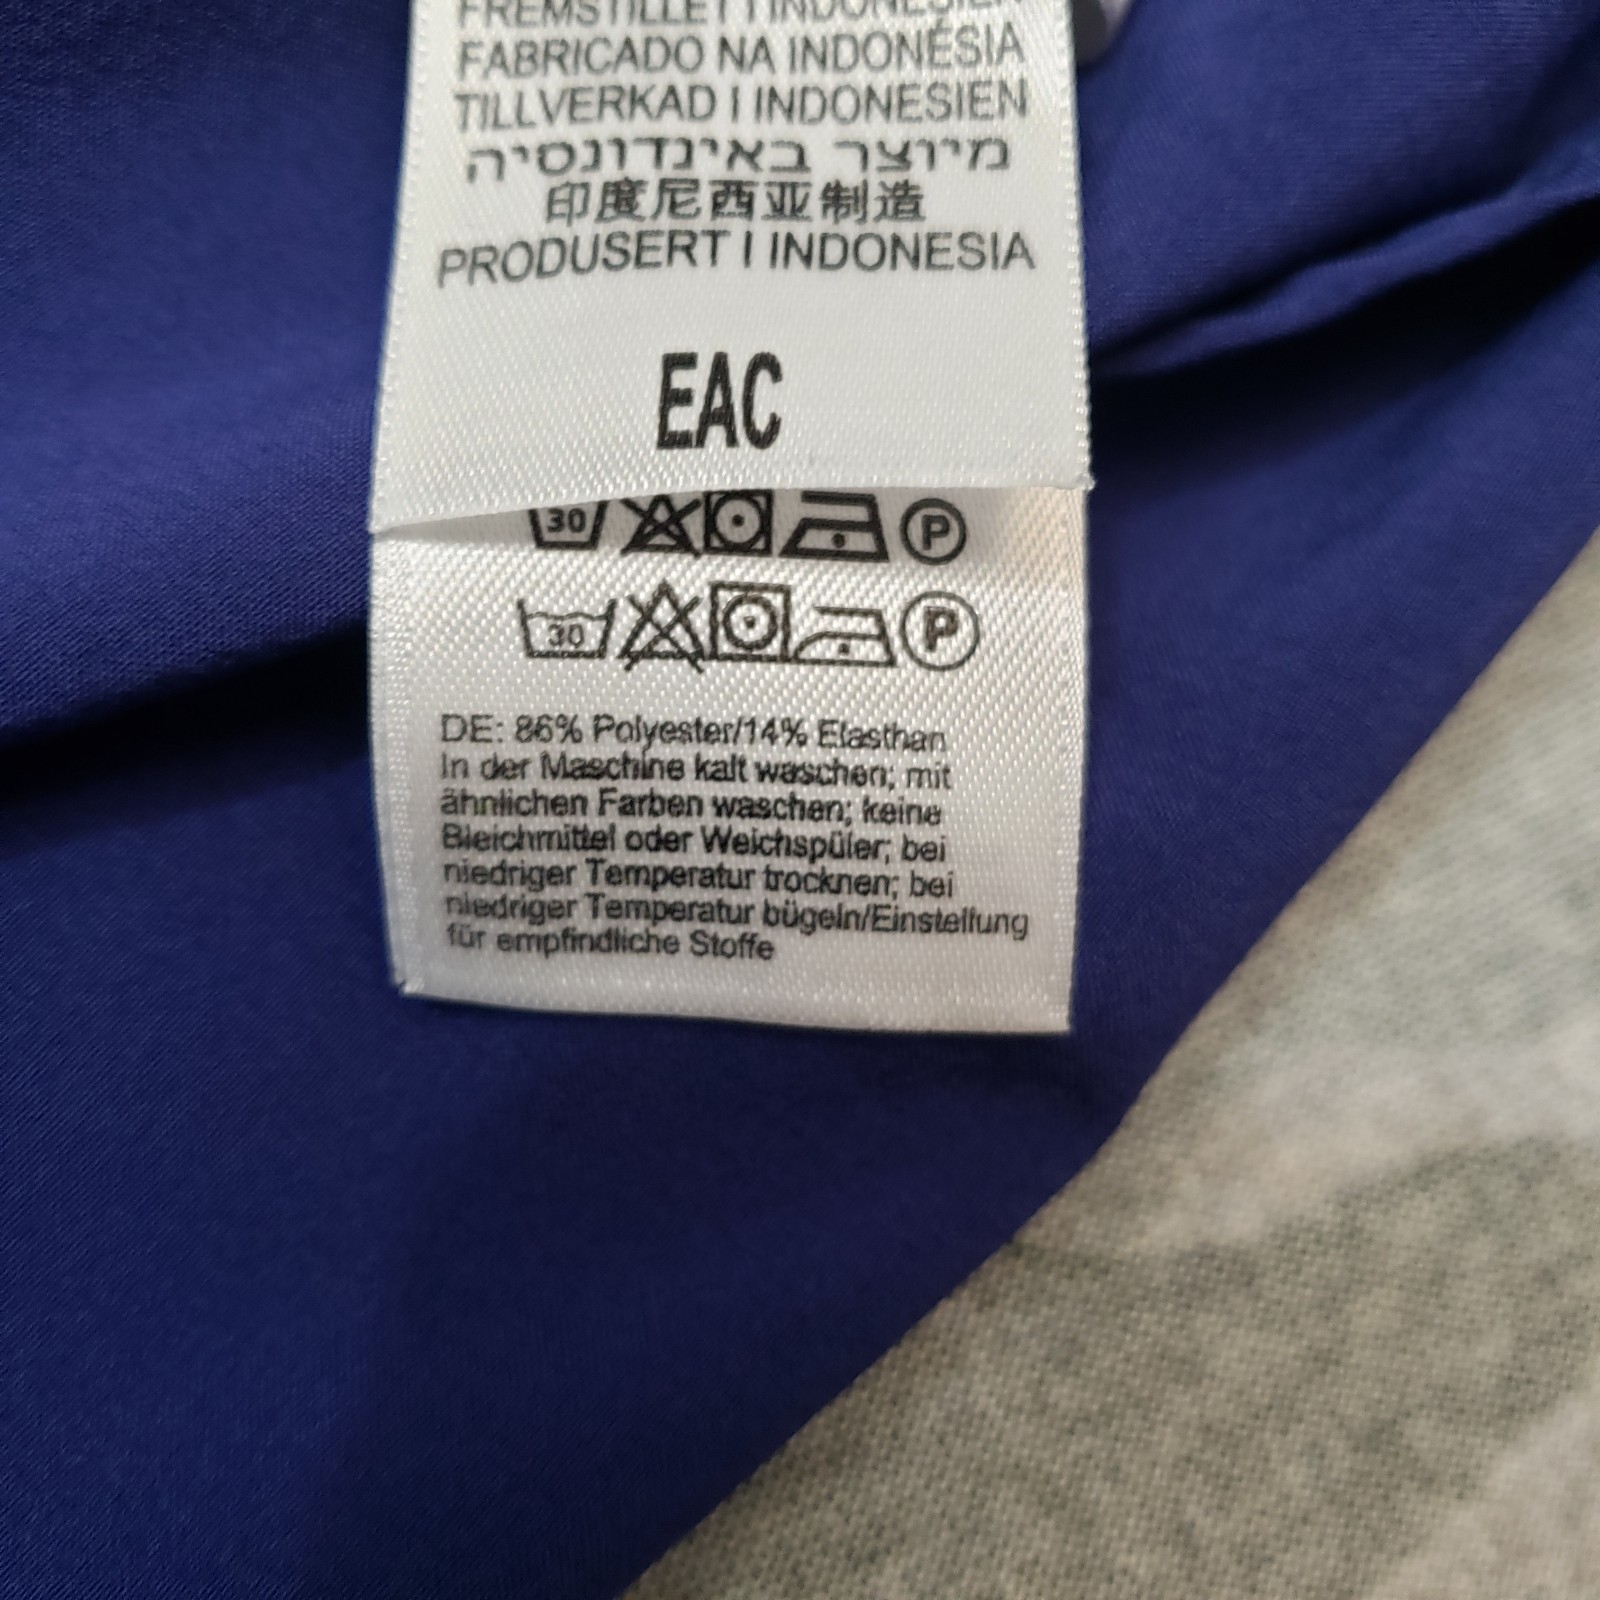 FREMSTILLET I INDONESIEN
FABRICADO NA INDONÉSIA
TILLVERKAD I INDONESIEN
מיוצר באינדונסיה
印度尼西亚制造
PRODUSERT I INDONESIA
EAC
30 P
30 P
DE: 86% Polyester/14% Elasthan
In der Maschine kalt waschen; mit
ähnlichen Farben waschen; keine
Bleichmittel oder Weichspüler; bei
niedriger Temperatur trocknen; bei
niedriger Temperatur bügeln/Einstellung
für empfindliche Stoffe